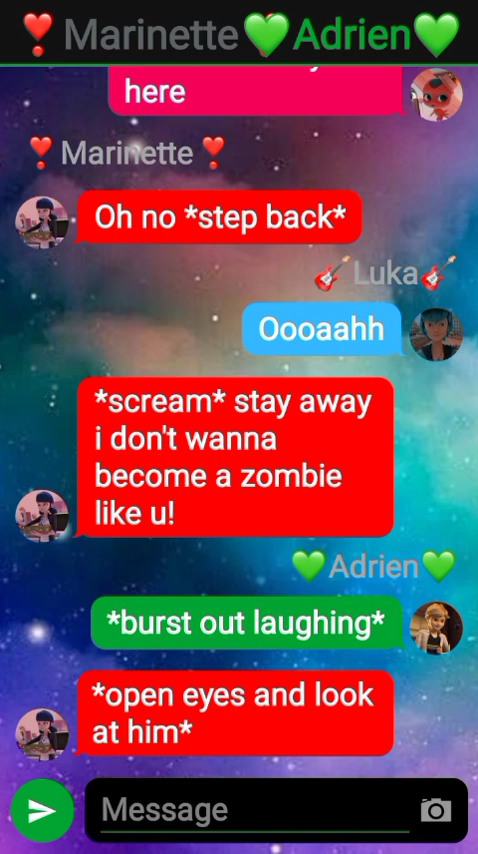 ❣️Marinette💚Adrien💚
here
❣️Marinette❣️
Oh no *step back*
🎸Luka🎸
Oooaahh
*scream* stay away
i don't wanna
become a zombie
like u!
💚Adrien💚
*burst out laughing*
*open eyes and look
at him*
Message